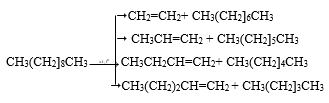 →CH₂=CH₂+ CH₃(CH₂]₆CH₃
→ CH₃CH=CH₂ + CH₃(CH₂]₅CH₃
CH₃(CH₂]₈CH₃ →CH₃CH₂CH=CH₂+ CH₃(CH₂]₄CH₃
→CH₃(CH₂)₂CH=CH₂ + CH₃(CH₂]₃CH₃